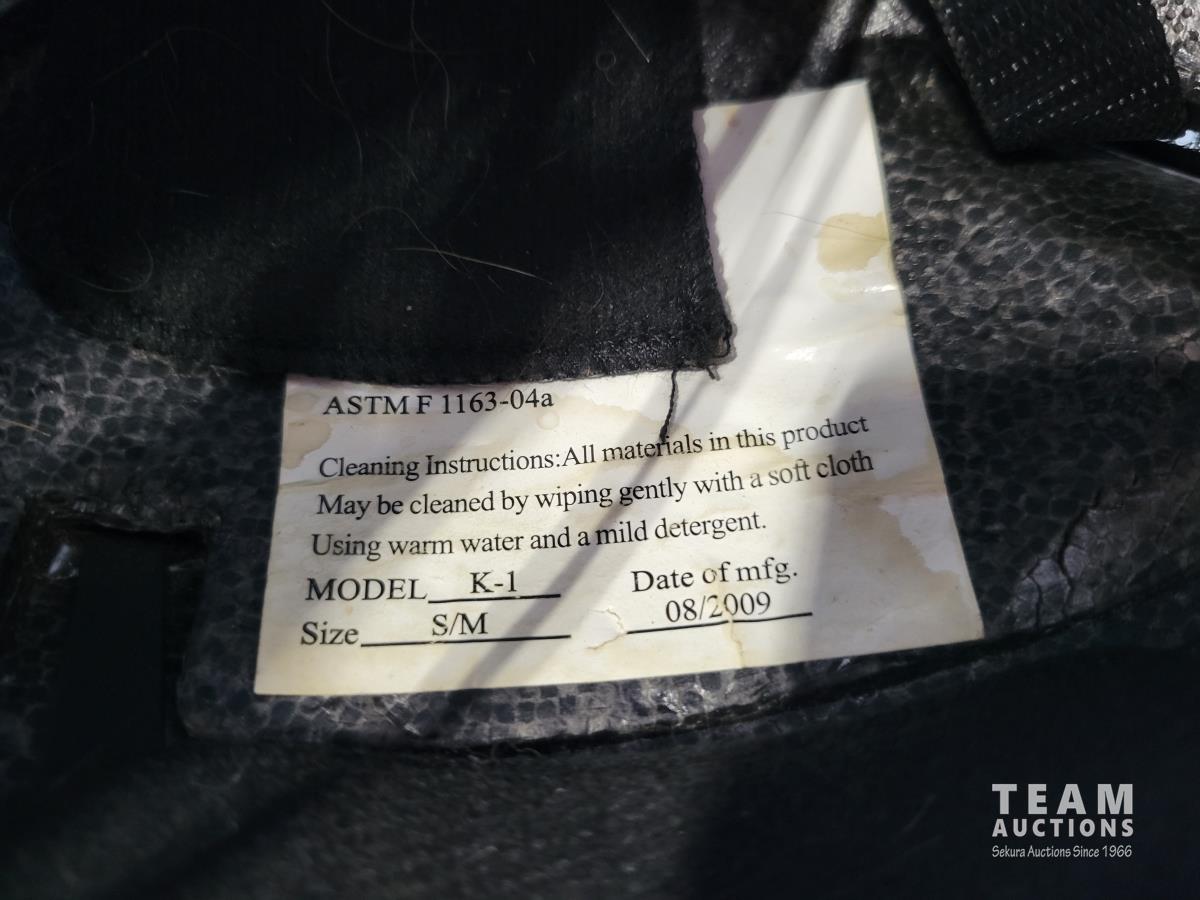 ASTM F 1163-04a
Cleaning Instructions:All materials in this product
May be cleaned by wiping gently with a soft cloth
Using warm water and a mild detergent.
MODEL K-1 Date of mfg.
Size S/M 08/2009
TEAM
AUCTIONS
Sekura Auctions Since 1966